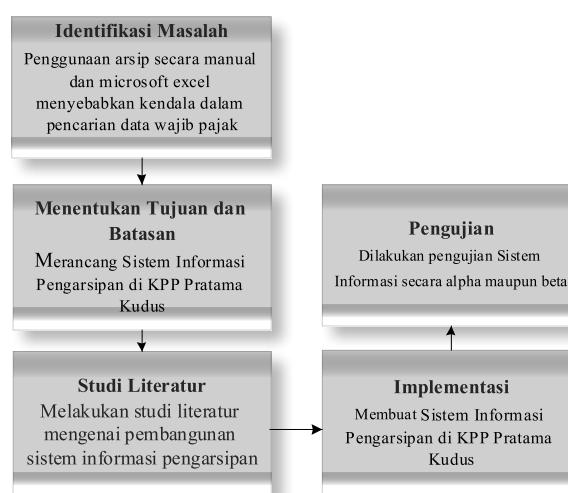 Identifikasi Masalah
Penggunaan arsip secara manual
dan microsoft excel
menyebabkan kendala dalam
pencarian data wajib pajak
Menentukan Tujuan dan
Batasan
Merancang Sistem Informasi
Pengarsipan di KPP Pratama
Kudus
Studi Literatur
Melakukan studi literatur
mengenai pembangunan
sistem informasi pengarsipan
Implementasi
Membuat Sistem Informasi
Pengarsipan di KPP Pratama
Kudus
Pengujian
Dilakukan pengujian Sistem
Informasi secara alpha maupun beta